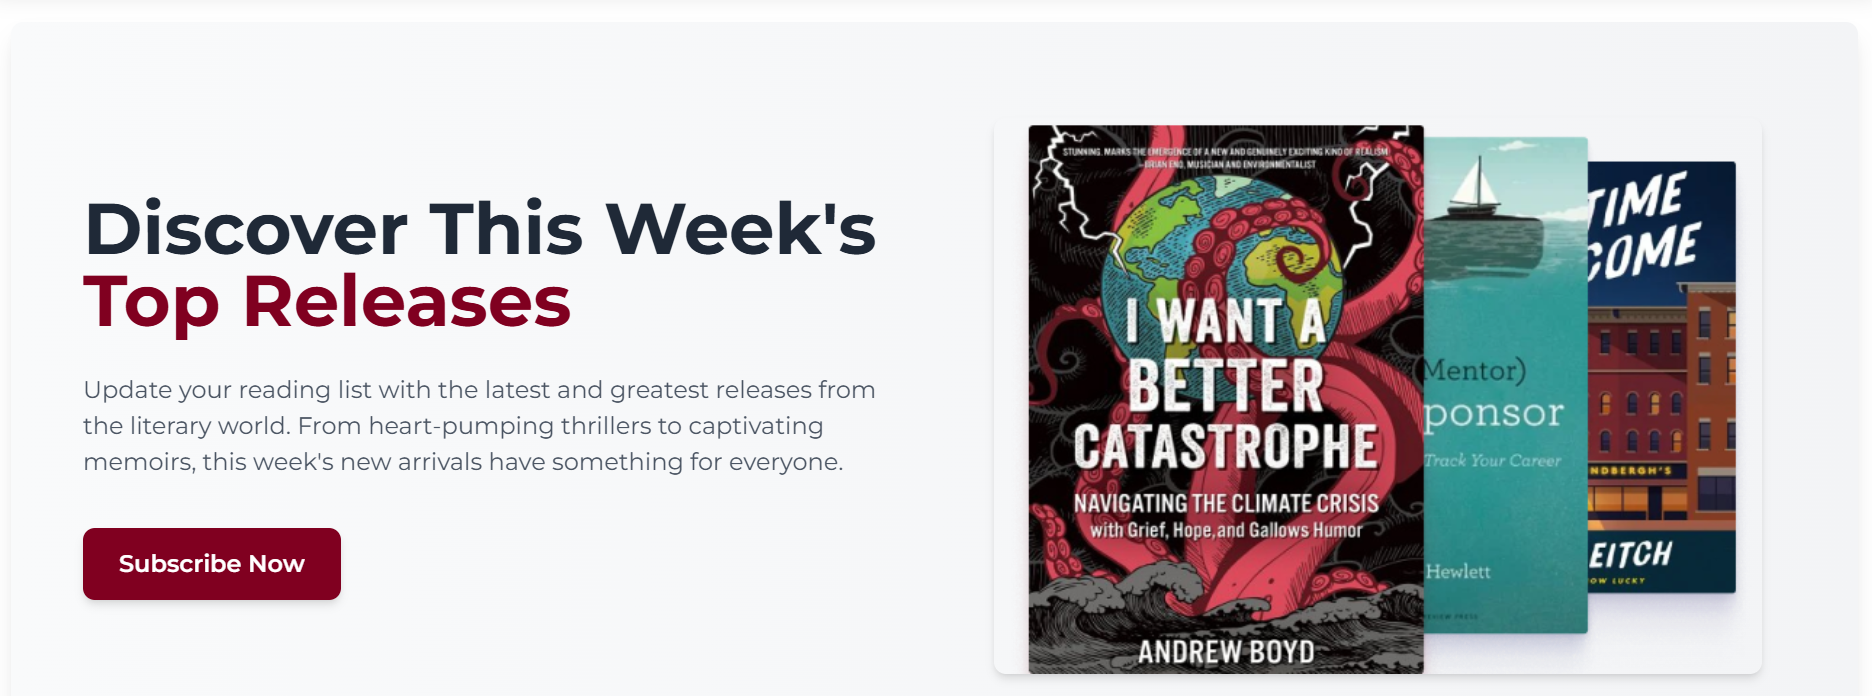 Discover This Week's
Top Releases
Update your reading list with the latest and greatest releases from
the literary world. From heart-pumping thrillers to captivating
memoirs, this week's new arrivals have something for everyone.
Subscribe Now
STUNNING. MARKS THE EMERGENCE OF A NEW AND GENUINELY EXCITING KIND OF REALISM
—BRIAN ENO, MUSICIAN AND ENVIRONMENTALIST
I WANT A
BETTER
CATASTROPHE
NAVIGATING THE CLIMATE CRISIS
with Grief, Hope, and Gallows Humor
ANDREW BOYD
(Mentor)
ponsor
Track Your Career
Hewlett
EVIEW PRESS
TIME
COME
NDBERGH'S
EITCH
OW LUCKY